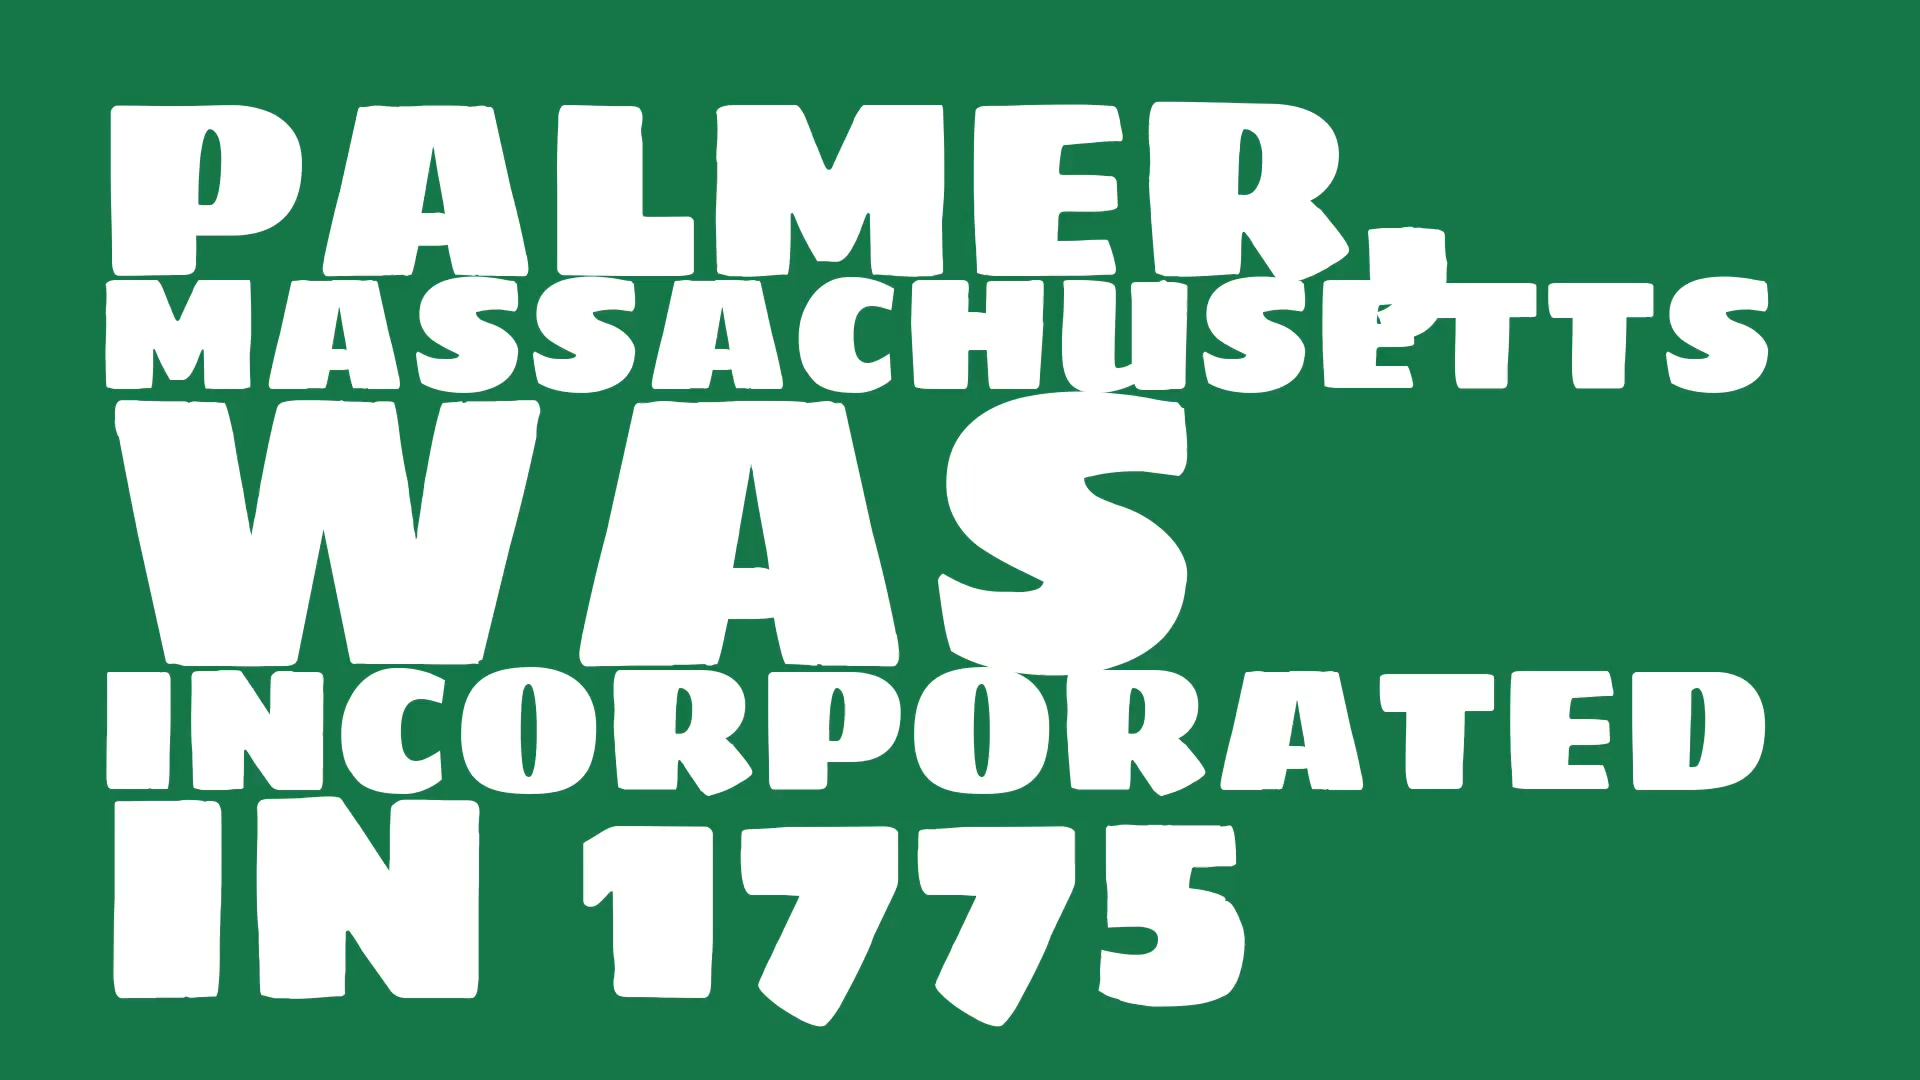 PALMER,
MASSACHUSETTS
WAS
INCORPORATED
IN 1775